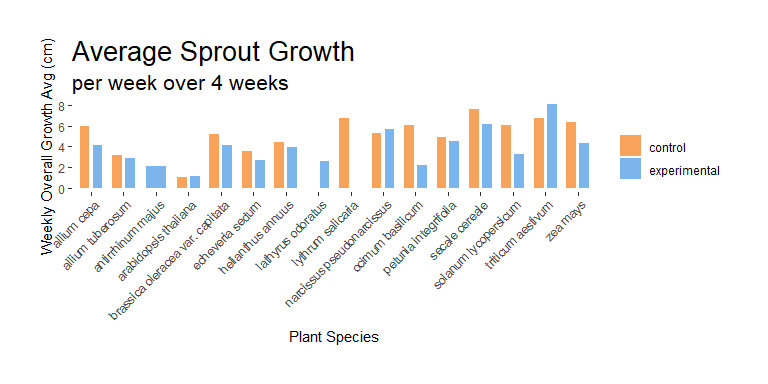 Average Sprout Growth
per week over 4 weeks
Weekly Overall Growth Avg (cm)
8
6
4
2
0
allium cepa
allium tuberosum
antirrhinum majus
arabidopsis thaliana
brassica oleracea var. capitata
echeveria sedum
helianthus annuus
lathyrus odoratus
lythrum salicaria
narcissus pseudonarcissus
ocimum basilicum
petunia integrifolia
secale cereale
solanum lycopersicum
triticum aestivum
zea mays
Plant Species
control
experimental